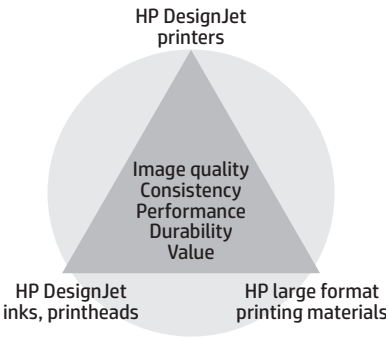 HP DesignJet
printers
Image quality
Consistency
Performance
Durability
Value
HP DesignJet
inks, printheads
HP large format
printing materials